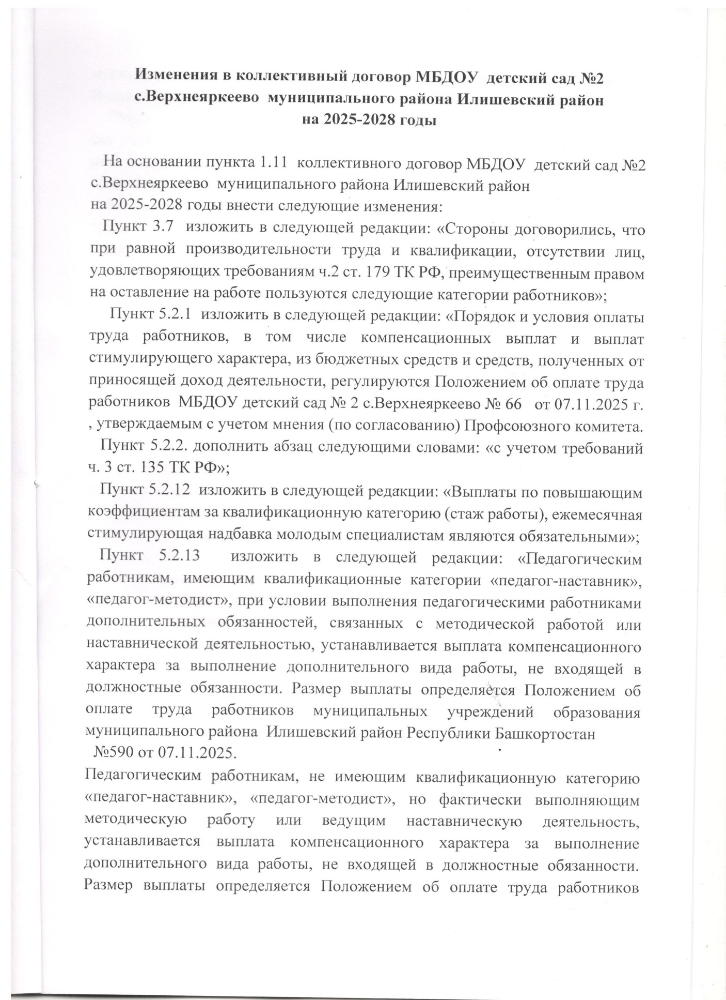 Изменения в коллективный договор МБДОУ детский сад №2
с.Верхнеяркеево муниципального района Илишевский район
на 2025-2028 годы
На основании пункта 1.11 коллективного договор МБДОУ детский сад №2
с.Верхнеяркеево муниципального района Илишевский район
на 2025-2028 годы внести следующие изменения:
Пункт 3.7 изложить в следующей редакции: «Стороны договорились, что
при равной производительности труда и квалификации, отсутствии лиц,
удовлетворяющих требованиям ч.2 ст. 179 ТК РФ, преимущественным правом
на оставление на работе пользуются следующие категории работников»;
Пункт 5.2.1 изложить в следующей редакции: «Порядок и условия оплаты
труда работников, в том числе компенсационных выплат и выплат
стимулирующего характера, из бюджетных средств и средств, полученных от
приносящей доход деятельности, регулируются Положением об оплате труда
работников МБДОУ детский сад № 2 с.Верхнеяркеево № 66 от 07.11.2025 г.
, утверждаемым с учетом мнения (по согласованию) Профсоюзного комитета.
Пункт 5.2.2. дополнить абзац следующими словами: «с учетом требований
ч. 3 ст. 135 ТК РФ»;
Пункт 5.2.12 изложить в следующей редакции: «Выплаты по повышающим
коэффициентам за квалификационную категорию (стаж работы), ежемесячная
стимулирующая надбавка молодым специалистам являются обязательными»;
Пункт 5.2.13 изложить в следующей редакции: «Педагогическим
работникам, имеющим квалификационные категории «педагог-наставник»,
«педагог-методист», при условии выполнения педагогическими работниками
дополнительных обязанностей, связанных с методической работой или
наставнической деятельностью, устанавливается выплата компенсационного
характера за выполнение дополнительного вида работы, не входящей в
должностные обязанности. Размер выплаты определяется Положением об
оплате труда работников муниципальных учреждений образования
муниципального района Илишевский район Республики Башкортостан
№590 от 07.11.2025.
Педагогическим работникам, не имеющим квалификационную категорию
«педагог-наставник», «педагог-методист», но фактически выполняющим
методическую работу или ведущим наставническую деятельность,
устанавливается выплата компенсационного характера за выполнение
дополнительного вида работы, не входящей в должностные обязанности.
Размер выплаты определяется Положением об оплате труда работников